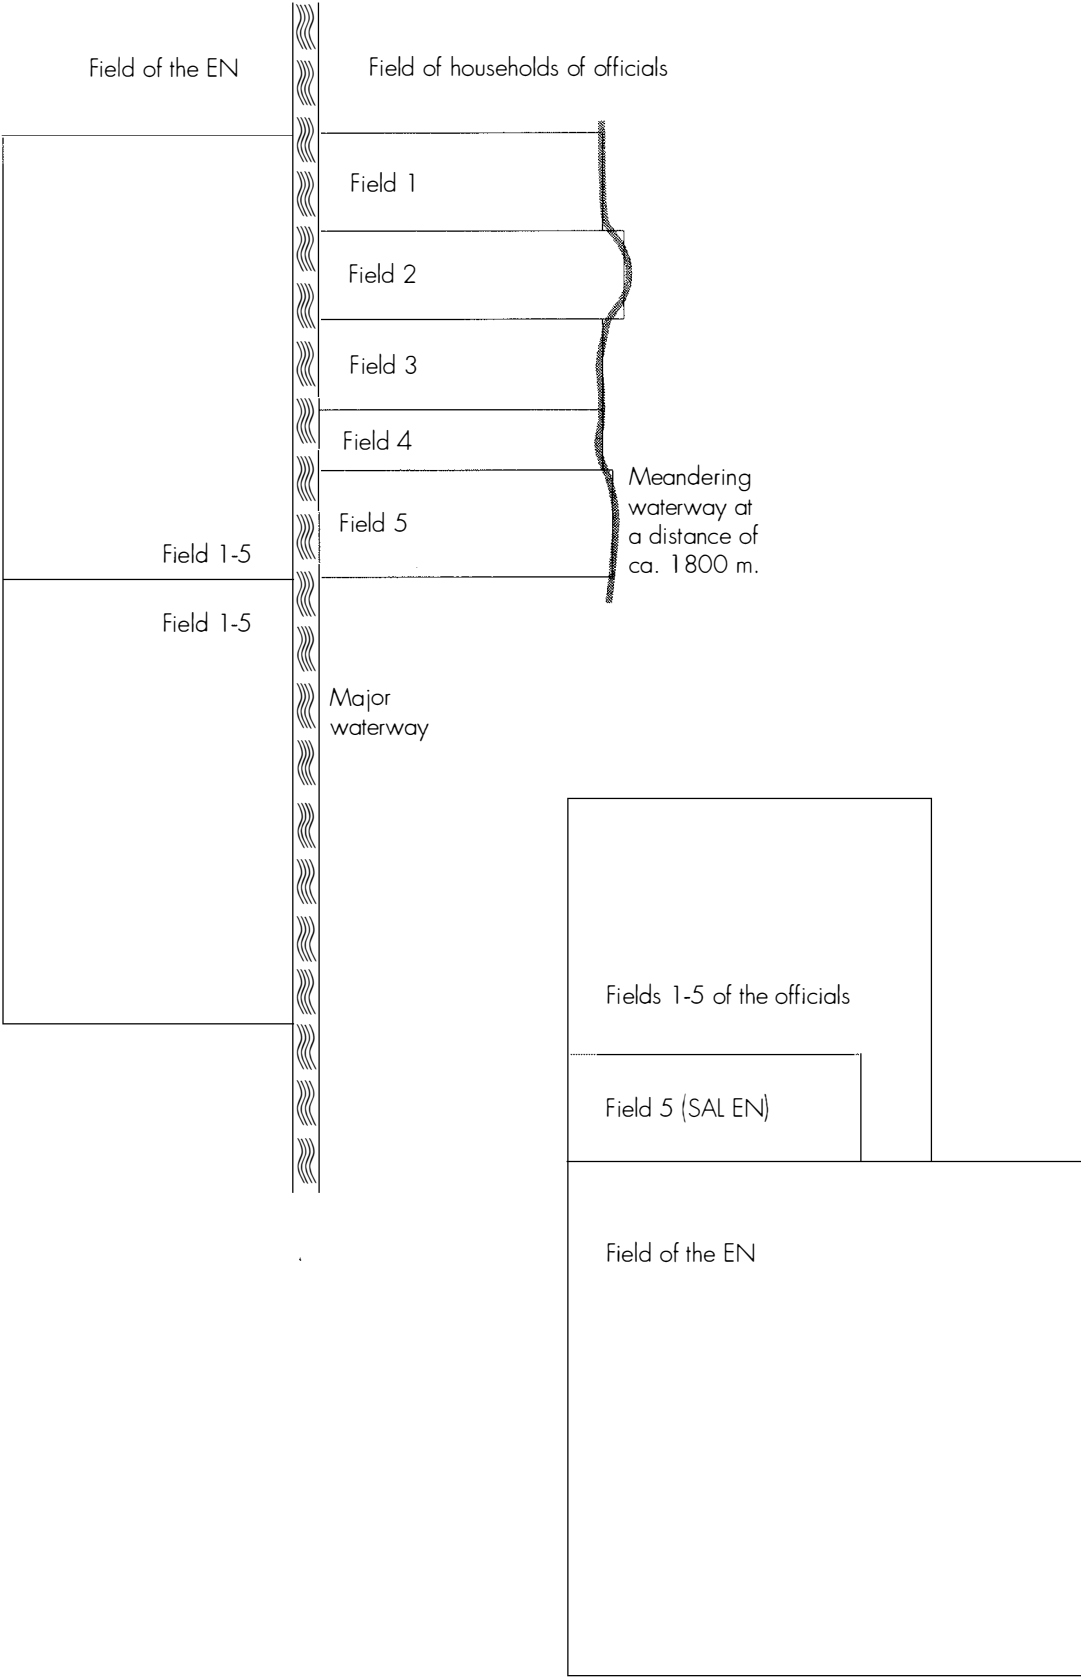 Field of the EN
Field of households of officials
Field 1
Field 2
Field 3
Field 4
Field 5
Meandering
waterway at
a distance of
ca. 1800 m.
Field 1-5
Field 1-5
Major
waterway
Fields 1-5 of the officials
Field 5 (SAL EN)
Field of the EN